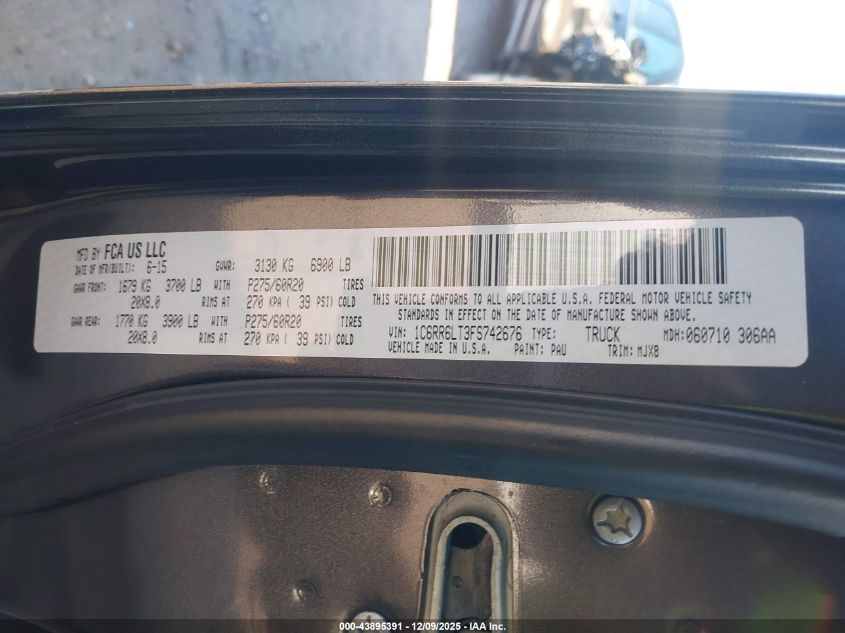 MFD BY FCA US LLC
DATE OF MFR(BUILT): 6-15 GVWR: 3130 KG 6900 LB
GAWR FRONT: 1679 KG 3700 LB WITH P275/60R20 TIRES
20X8.0 RIMS AT 270 KPA ( 39 PSI) COLD
GAWR REAR: 1770 KG 3900 LB WITH P275/60R20 TIRES
20X8.0 RIMS AT 270 KPA ( 39 PSI) COLD
THIS VEHICLE CONFORMS TO ALL APPLICABLE U.S.A. FEDERAL MOTOR VEHICLE SAFETY
STANDARDS IN EFFECT ON THE DATE OF MANUFACTURE SHOWN ABOVE.
VIN: 1C6RR6LT3FS742676 TYPE: TRUCK MDH:060710 306AA
VEHICLE MADE IN U.S.A. PAINT: PAU TRIM: MJX8
000-43895391 - 12/09/2025 - IAA Inc.